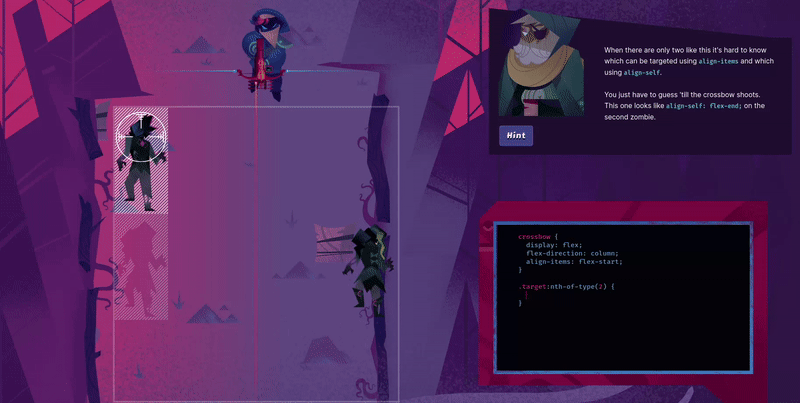 When there are only two like this it's hard to know
which can be targeted using align-items and which
using align-self.
You just have to guess 'till the crossbow shoots.
This one looks like align-self: flex-end; on the
second zombie.
Hint
crossbow {
display: flex;
flex-direction: column;
align-items: flex-start;
}
.target:nth-of-type(2) {
}